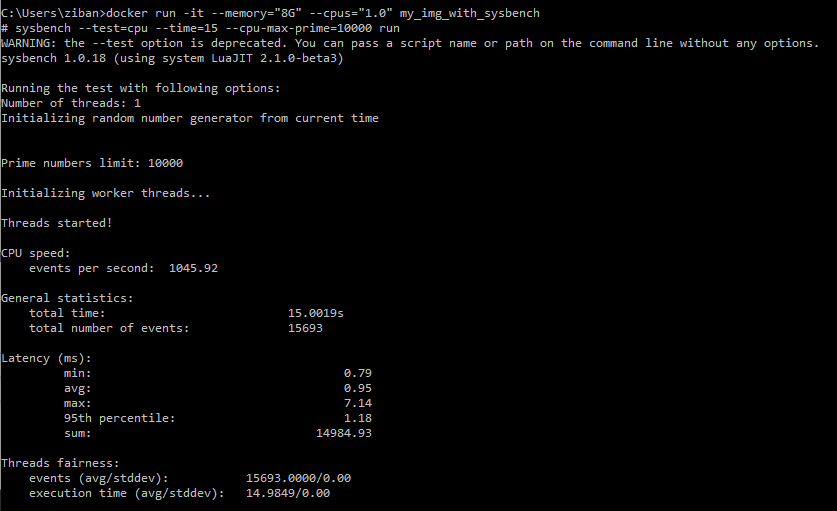 C:\Users\ziban>docker run -it --memory="8G" --cpus="1.0" my_img_with_sysbench
# sysbench --test=cpu --time=15 --cpu-max-prime=10000 run
WARNING: the --test option is deprecated. You can pass a script name or path on the command line without any options.
sysbench 1.0.18 (using system LuaJIT 2.1.0-beta3)
Running the test with following options:
Number of threads: 1
Initializing random number generator from current time
Prime numbers limit: 10000
Initializing worker threads...
Threads started!
CPU speed:
events per second: 1045.92
General statistics:
total time: 15.0019s
total number of events: 15693
Latency (ms):
min: 0.79
avg: 0.95
max: 7.14
95th percentile: 1.18
sum: 14984.93
Threads fairness:
events (avg/stddev): 15693.0000/0.00
execution time (avg/stddev): 14.9849/0.00